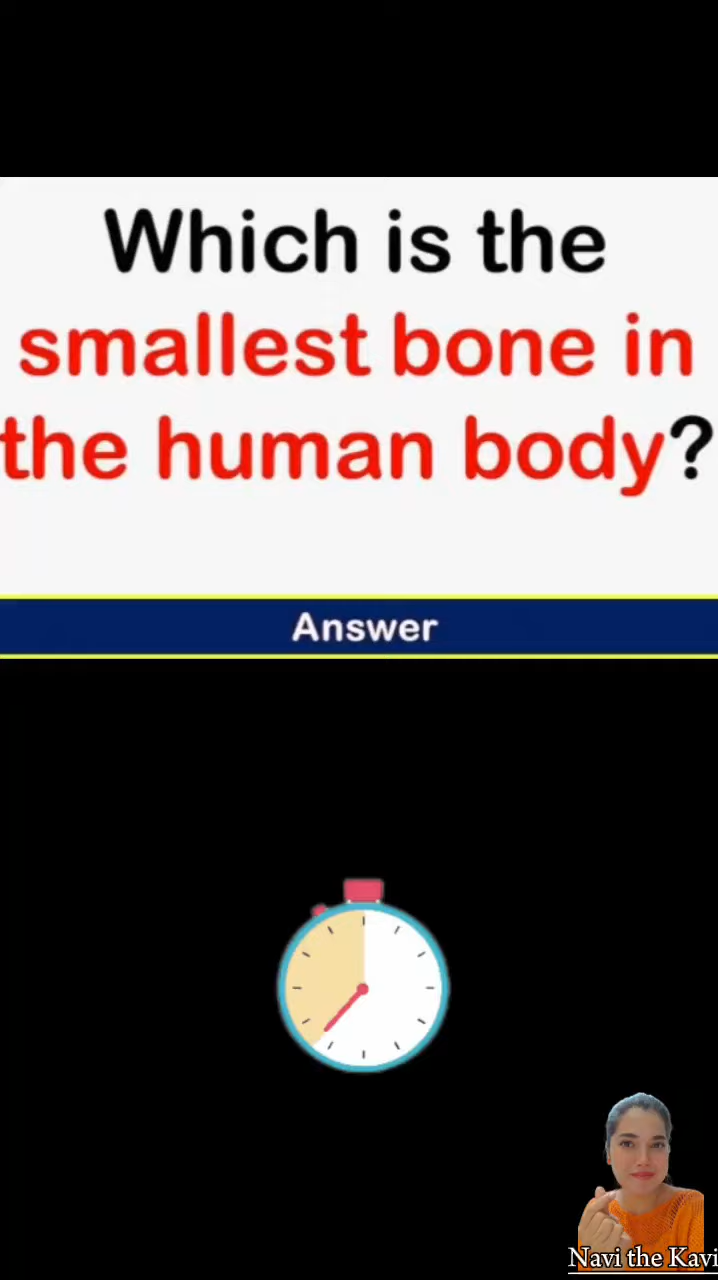 Which is the
smallest bone in
the human body?
Answer
Navi the Kavi